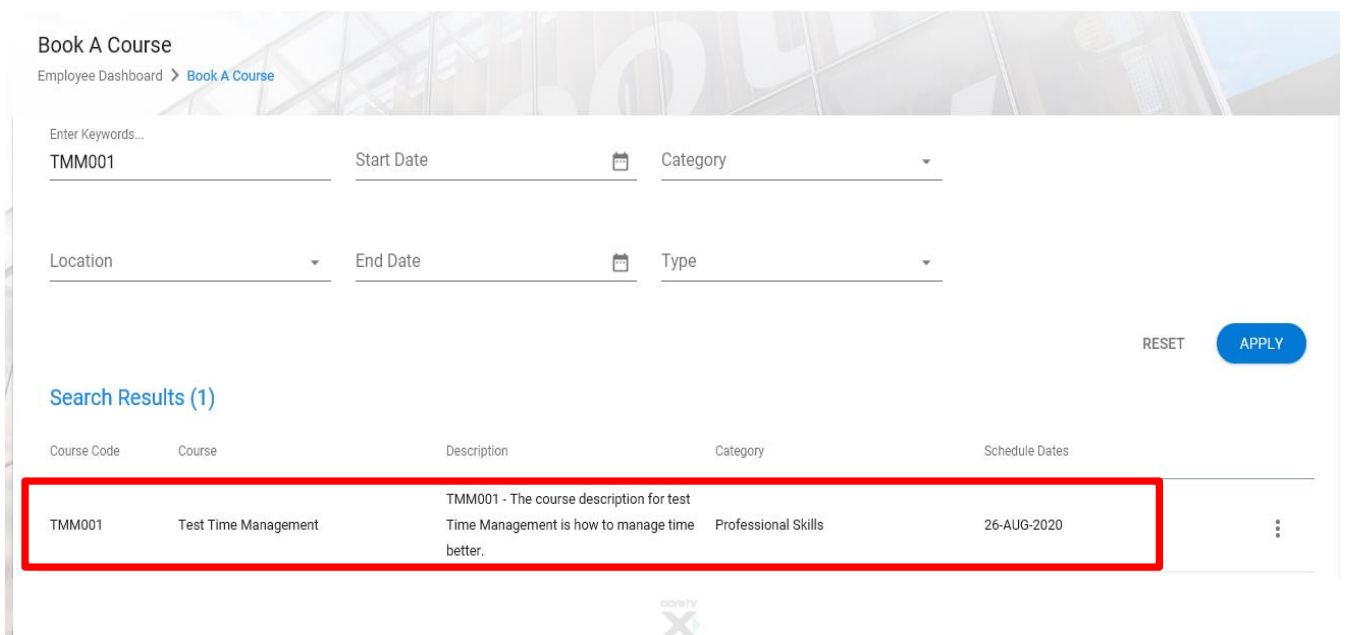 Book A Course
Employee Dashboard > Book A Course
Enter Keywords...
TMM001
Start Date
Category
Location
End Date
Type
RESET
APPLY
Search Results (1)
Course Code
Course
Description
Category
Schedule Dates
TMM001
Test Time Management
TMM001 - The course description for test
Time Management is how to manage time
better.
Professional Skills
26-AUG-2020